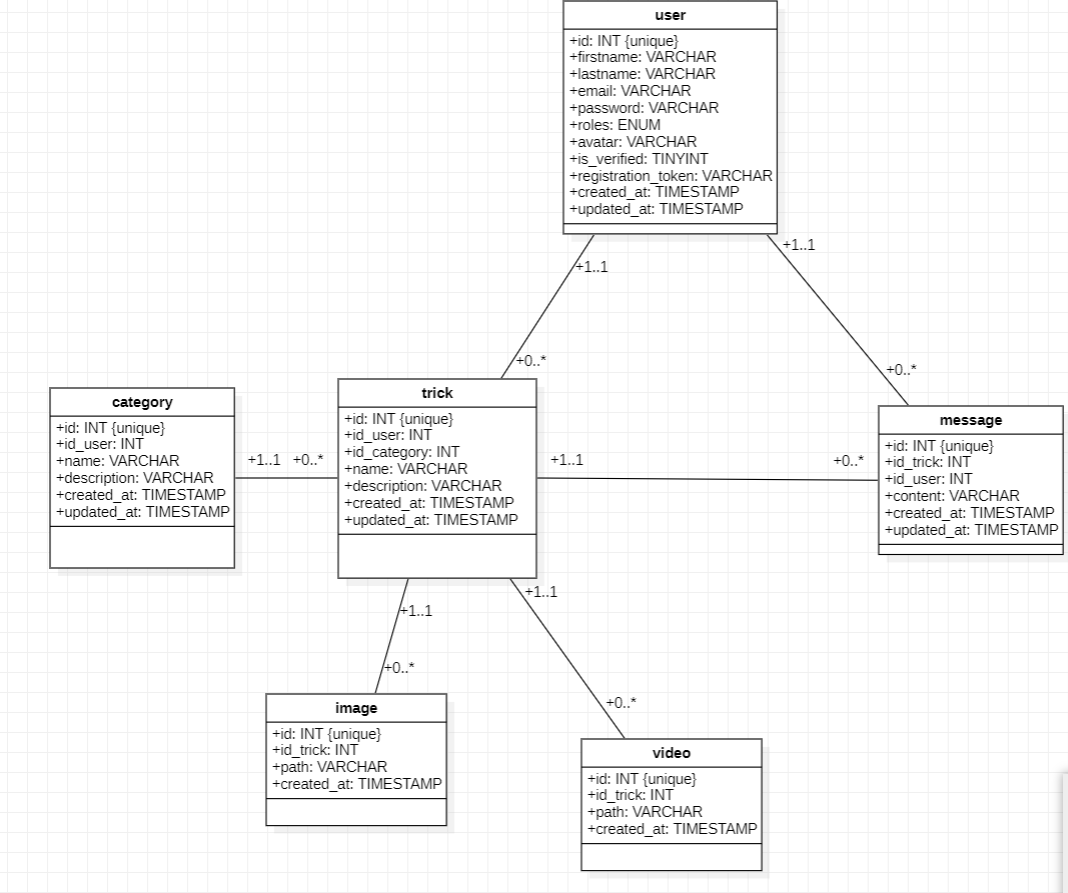 user
+id: INT {unique}
+firstname: VARCHAR
+lastname: VARCHAR
+email: VARCHAR
+password: VARCHAR
+roles: ENUM
+avatar: VARCHAR
+is_verified: TINYINT
+registration_token: VARCHAR
+created_at: TIMESTAMP
+updated_at: TIMESTAMP
+1..1
+0..*
+1..1
+0..*
category
+id: INT {unique}
+id_user: INT
+name: VARCHAR
+description: VARCHAR
+created_at: TIMESTAMP
+updated_at: TIMESTAMP
+1..1
+0..*
trick
+id: INT {unique}
+id_user: INT
+id_category: INT
+name: VARCHAR
+description: VARCHAR
+created_at: TIMESTAMP
+updated_at: TIMESTAMP
+1..1
+0..*
message
+id: INT {unique}
+id_trick: INT
+id_user: INT
+content: VARCHAR
+created_at: TIMESTAMP
+updated_at: TIMESTAMP
+1..1
+0..*
+1..1
+0..*
image
+id: INT {unique}
+id_trick: INT
+path: VARCHAR
+created_at: TIMESTAMP
video
+id: INT {unique}
+id_trick: INT
+path: VARCHAR
+created_at: TIMESTAMP